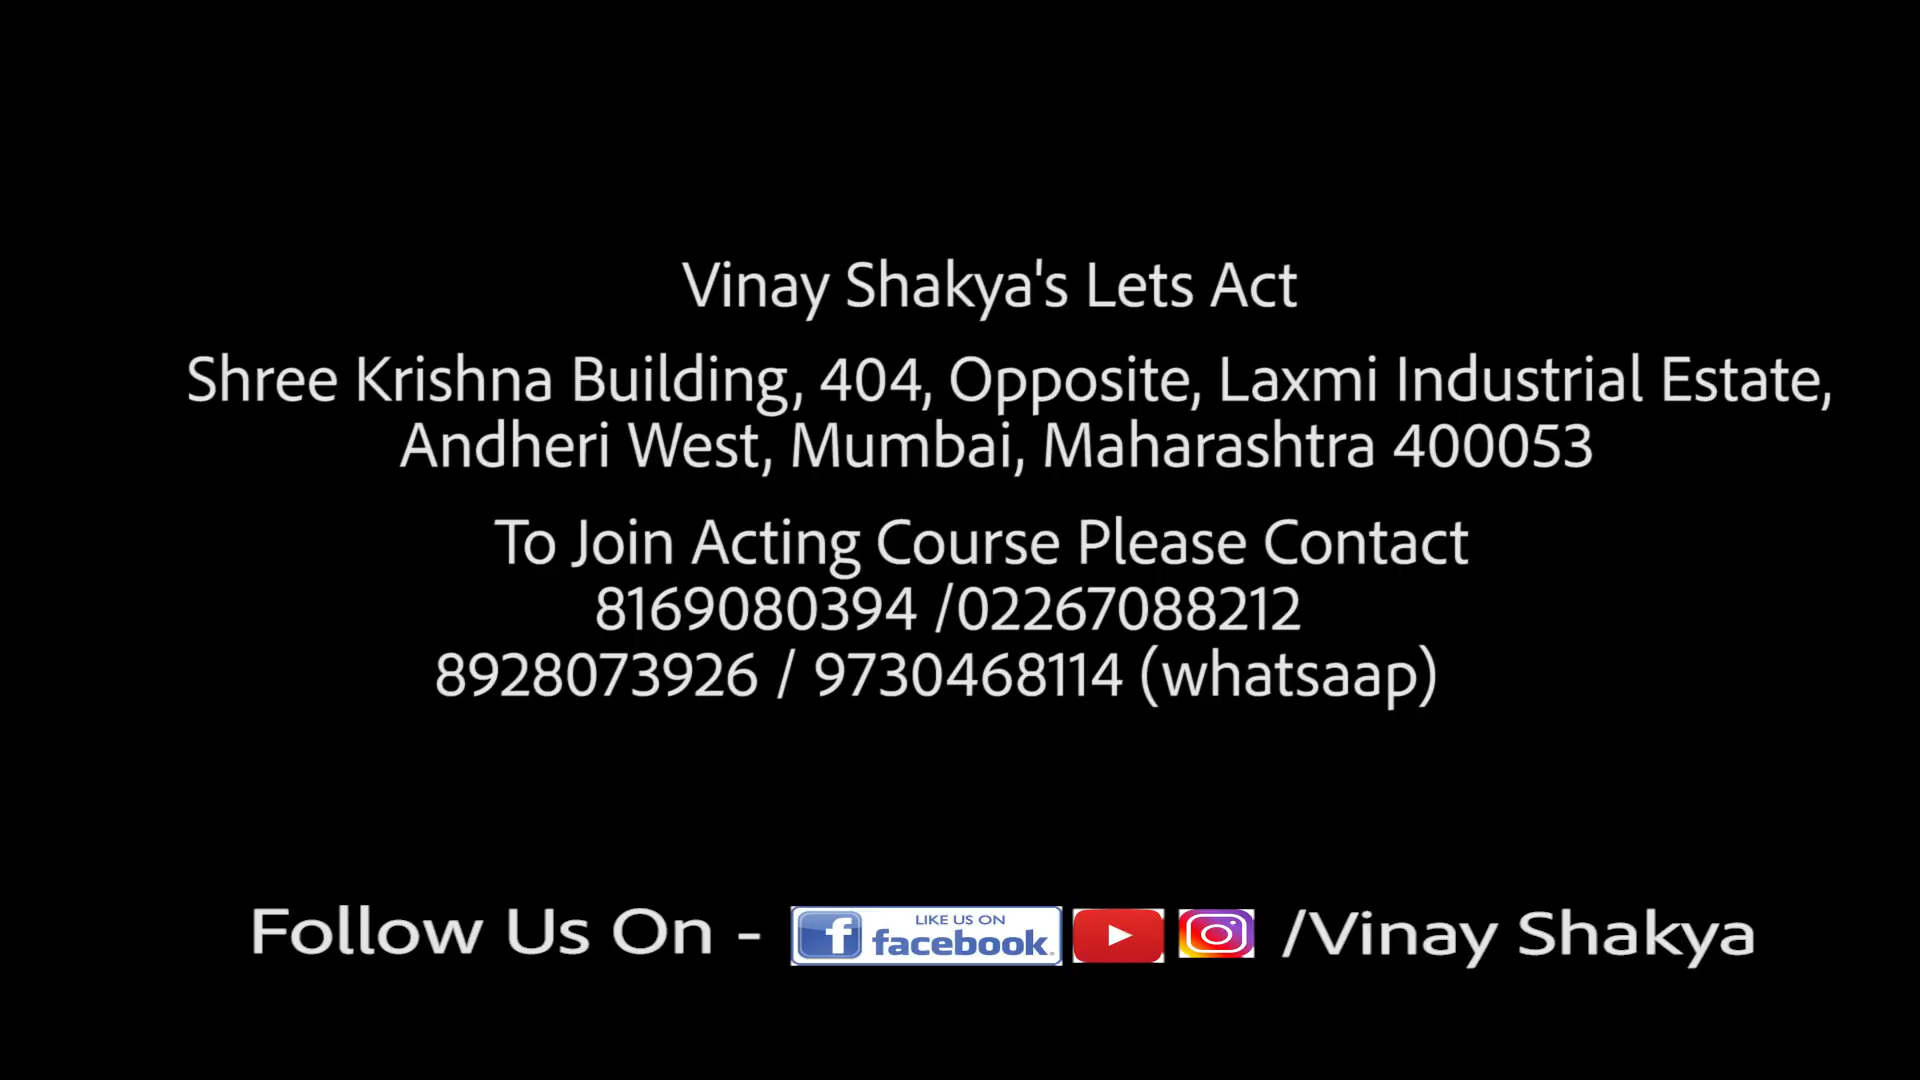 Vinay Shakya's Lets Act
Shree Krishna Building, 404, Opposite, Laxmi Industrial Estate,
Andheri West, Mumbai, Maharashtra 400053
To Join Acting Course Please Contact
8169080394 /02267088212
8928073926 / 9730468114 (whatsaap)
Follow Us On - f LIKE US ON facebook. /Vinay Shakya